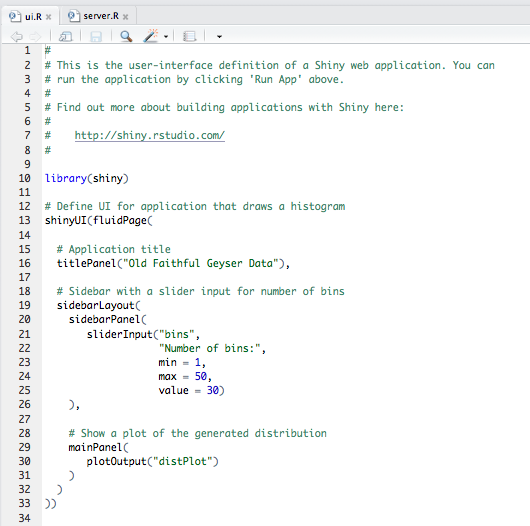 ui.R server.R
1 #
2 # This is the user-interface definition of a Shiny web application. You can
3 # run the application by clicking 'Run App' above.
4 #
5 # Find out more about building applications with Shiny here:
6 #
7 #    http://shiny.rstudio.com/
8 #
9
10 library(shiny)
11
12 # Define UI for application that draws a histogram
13 shinyUI(fluidPage(
14
15   # Application title
16   titlePanel("Old Faithful Geyser Data"),
17
18   # Sidebar with a slider input for number of bins
19   sidebarLayout(
20     sidebarPanel(
21        sliderInput("bins",
22                    "Number of bins:",
23                    min = 1,
24                    max = 50,
25                    value = 30)
26     ),
27
28     # Show a plot of the generated distribution
29     mainPanel(
30        plotOutput("distPlot")
31     )
32   )
33 ))
34